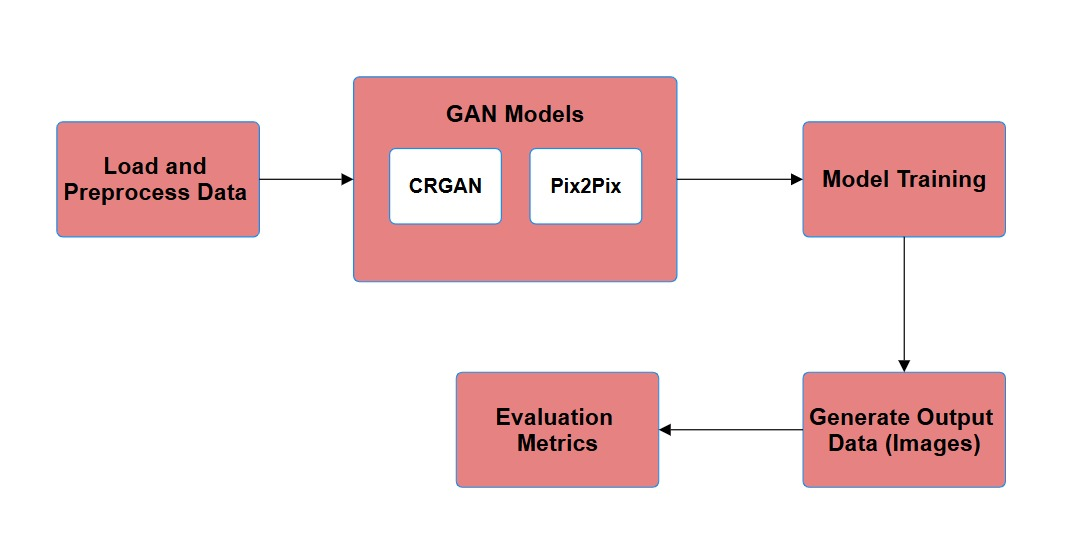 GAN Models
Load and
Preprocess Data
CRGAN
Pix2Pix
Model Training
Evaluation
Metrics
Generate Output
Data (Images)